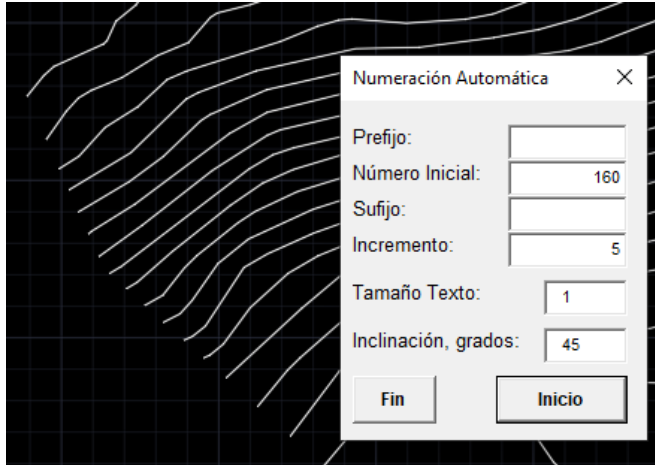 Numeración Automática
Prefijo:
Número Inicial: 160
Sufijo:
Incremento: 5
Tamaño Texto: 1
Inclinación, grados: 45
Fin Inicio